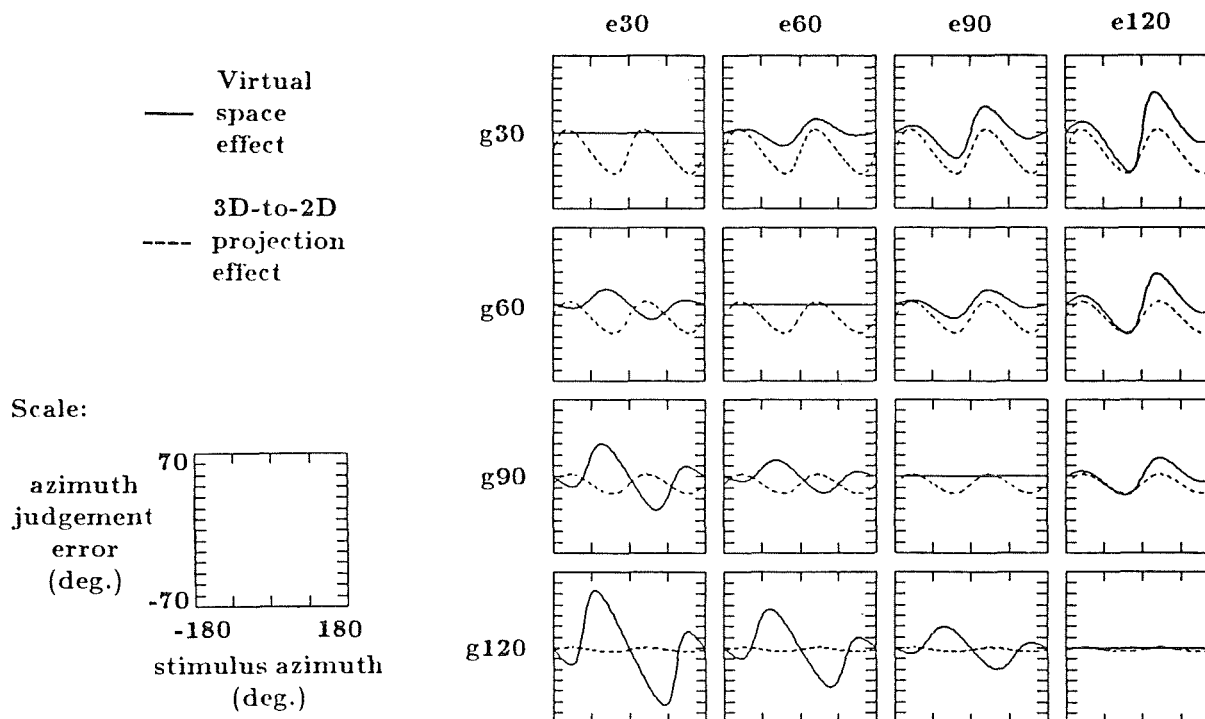 e30 e60 e90 e120
Virtual
space
effect
3D-to-2D
projection
effect
g30
g60
g90
g120
Scale:
70
azimuth
judgement
error
(deg.)
-70
-180 180
stimulus azimuth
(deg.)